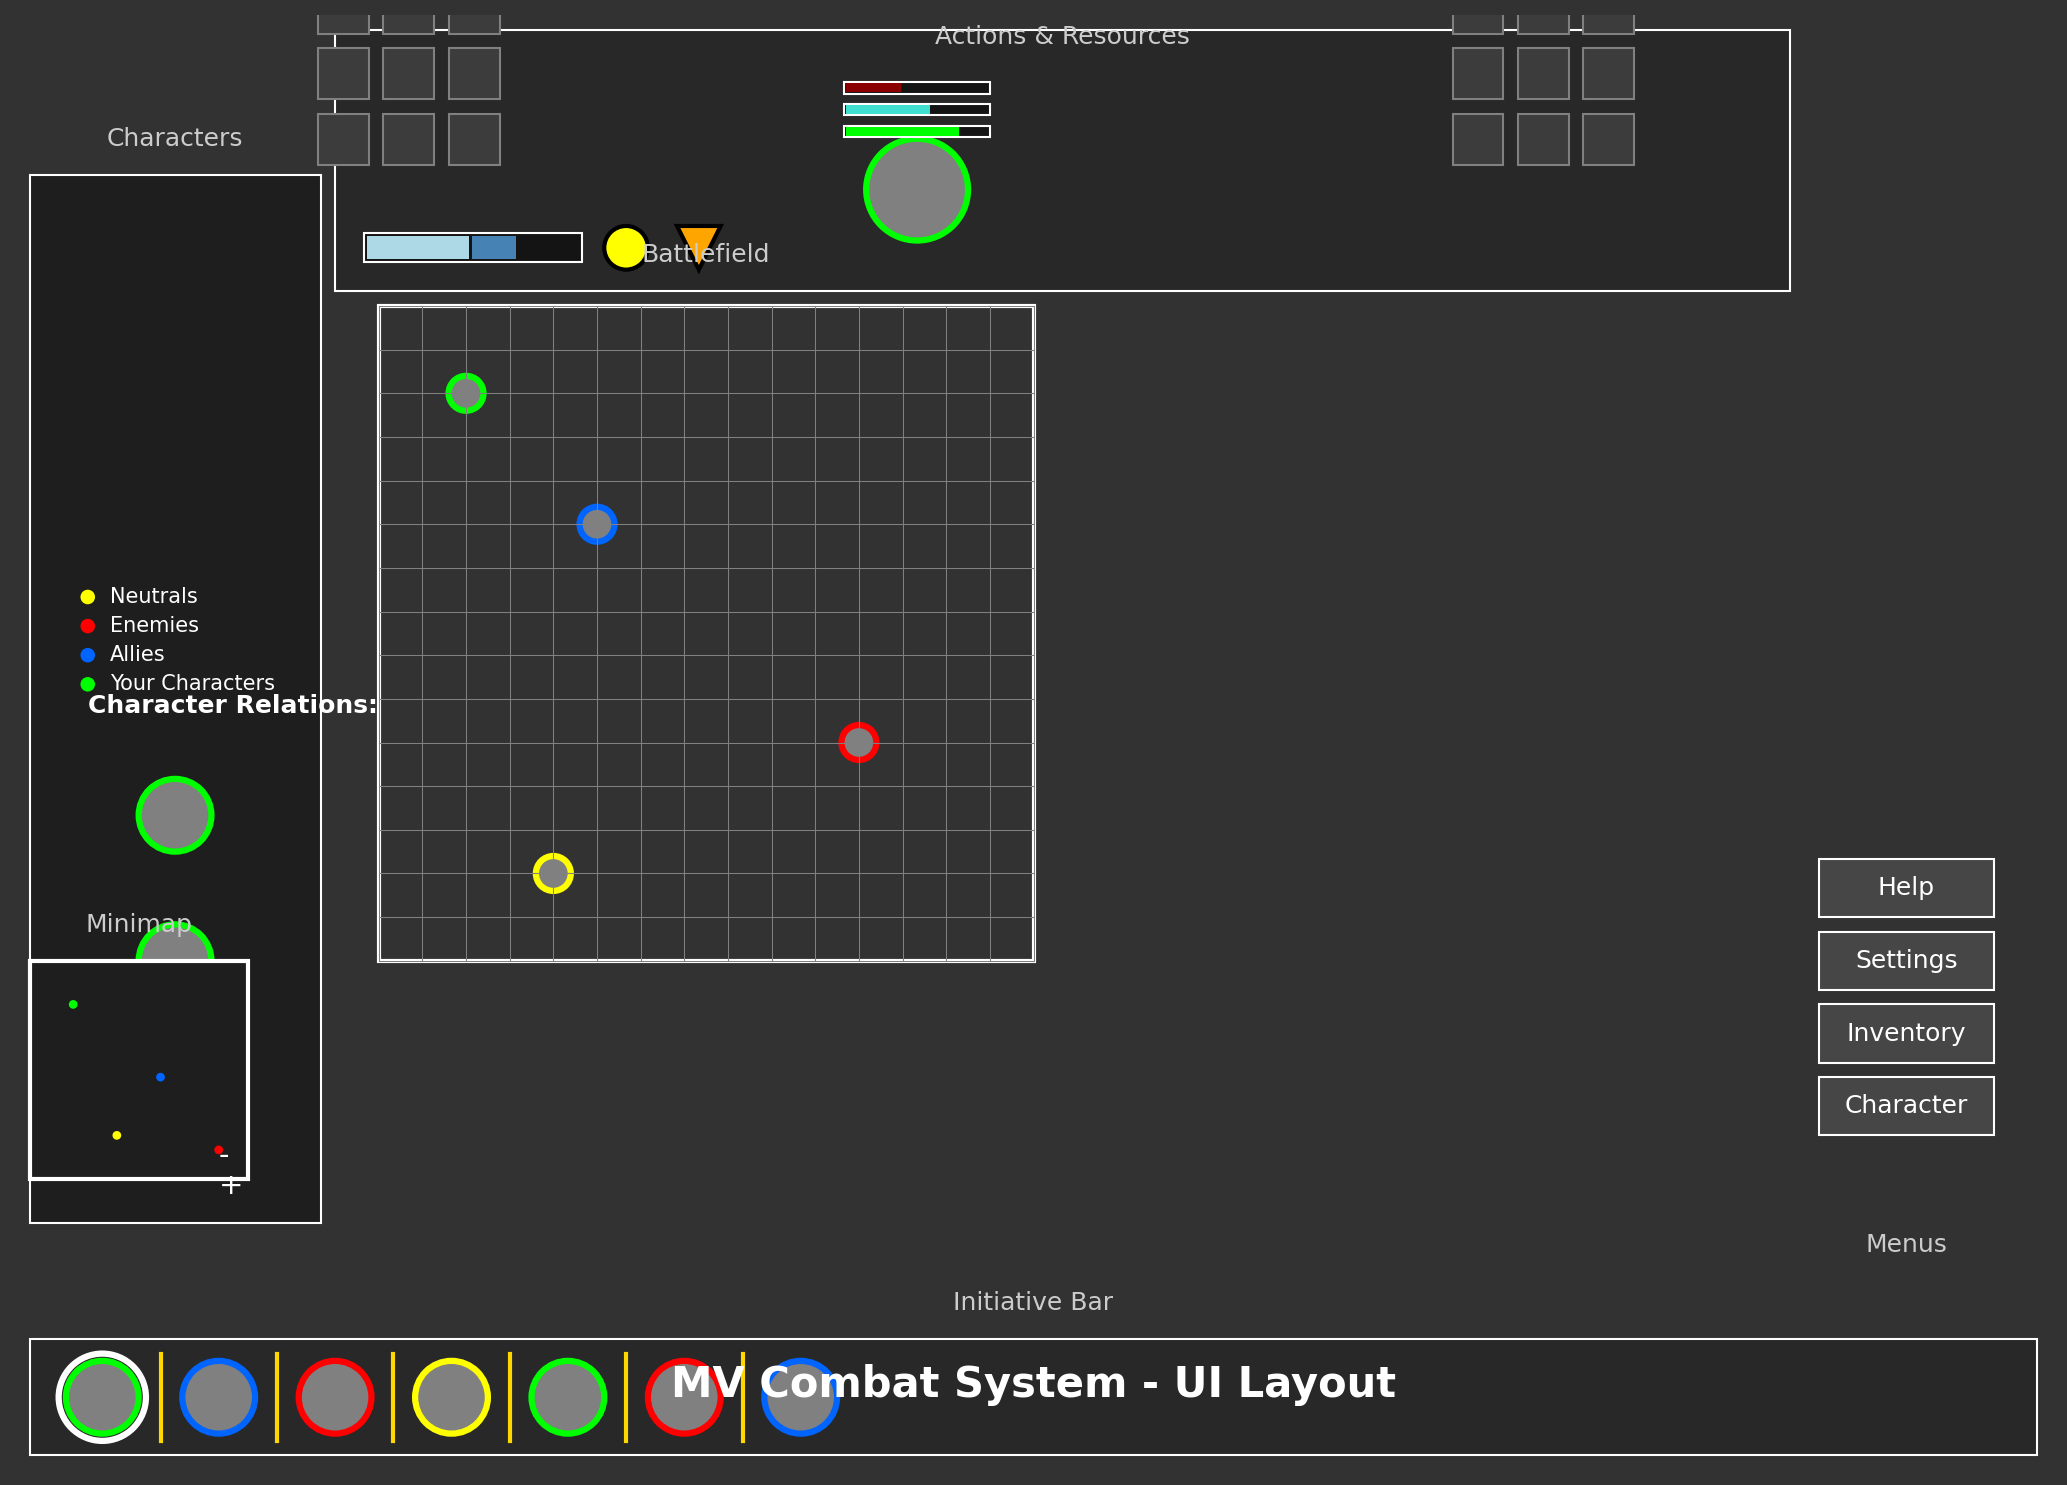 Actions & Resources
Characters
Battlefield
Neutrals
Enemies
Allies
Your Characters
Character Relations:
Minimap
-
+
Help
Settings
Inventory
Character
Menus
Initiative Bar
MV Combat System - UI Layout